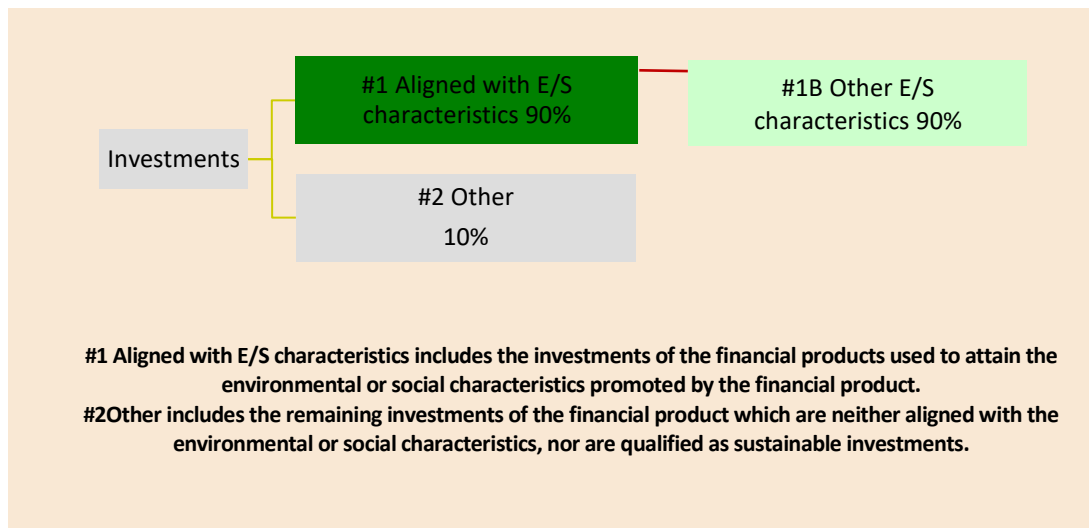 #1 Aligned with E/S
characteristics 90%
#1B Other E/S
characteristics 90%
Investments
#2 Other
10%
#1 Aligned with E/S characteristics includes the investments of the financial products used to attain the
environmental or social characteristics promoted by the financial product.
#2Other includes the remaining investments of the financial product which are neither aligned with the
environmental or social characteristics, nor are qualified as sustainable investments.